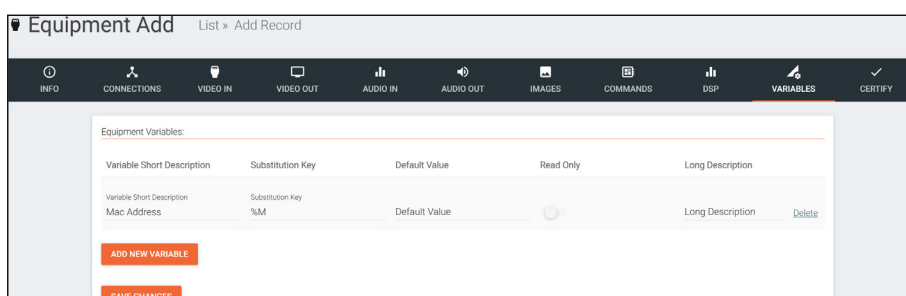 Equipment Add List » Add Record
INFO CONNECTIONS VIDEO IN VIDEO OUT AUDIO IN AUDIO OUT IMAGES COMMANDS DSP VARIABLES CERTIFY
Equipment Variables:
Variable Short Description Substitution Key Default Value Read Only Long Description
Variable Short Description Substitution Key
Mac Address %M Default Value Long Description Delete
ADD NEW VARIABLE
SAVE CHANGES